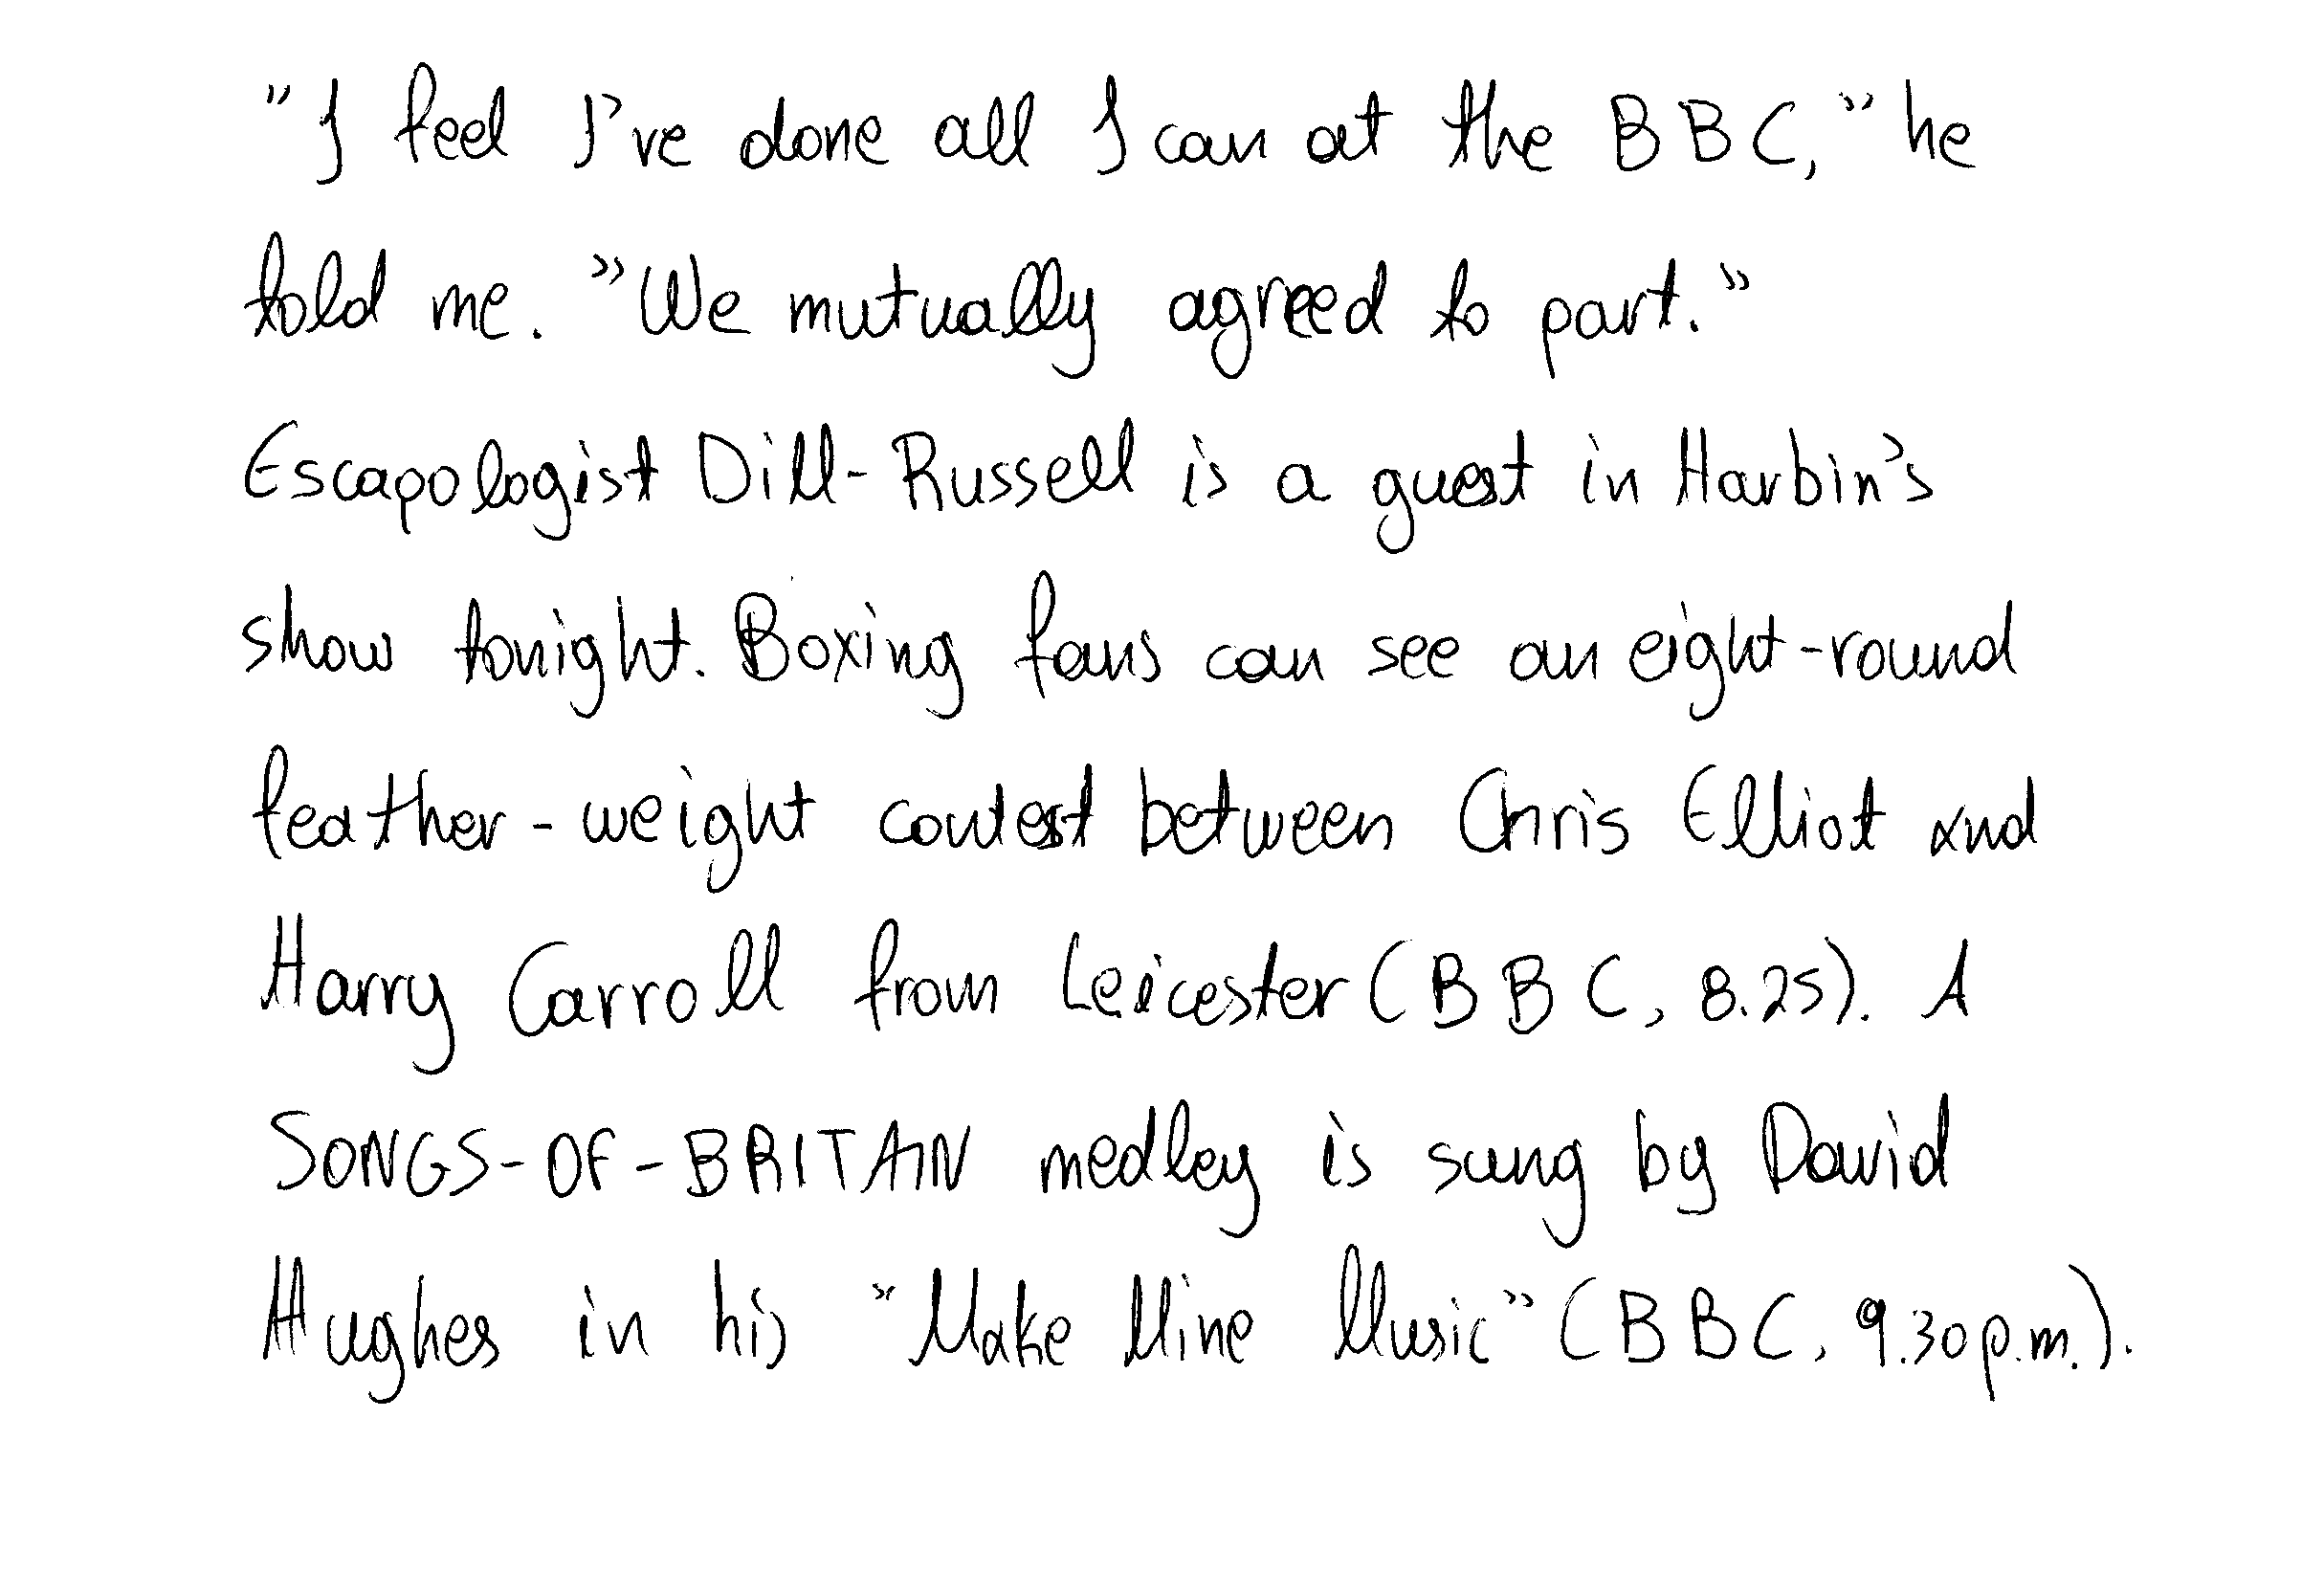 "I feel I've done all I can at the BBC," he
told me. "We mutually agreed to part."
Escapologist Dill-Russell is a guest in Harbin's
show tonight. Boxing fans can see an eight-round
feather-weight contest between Chris Elliot and
Harry Carroll from Leicester (BBC, 8.25). A
SONGS-OF-BRITAIN medley is sung by David
Hughes in his "Make Mine Music" (BBC, 9.30p.m.).